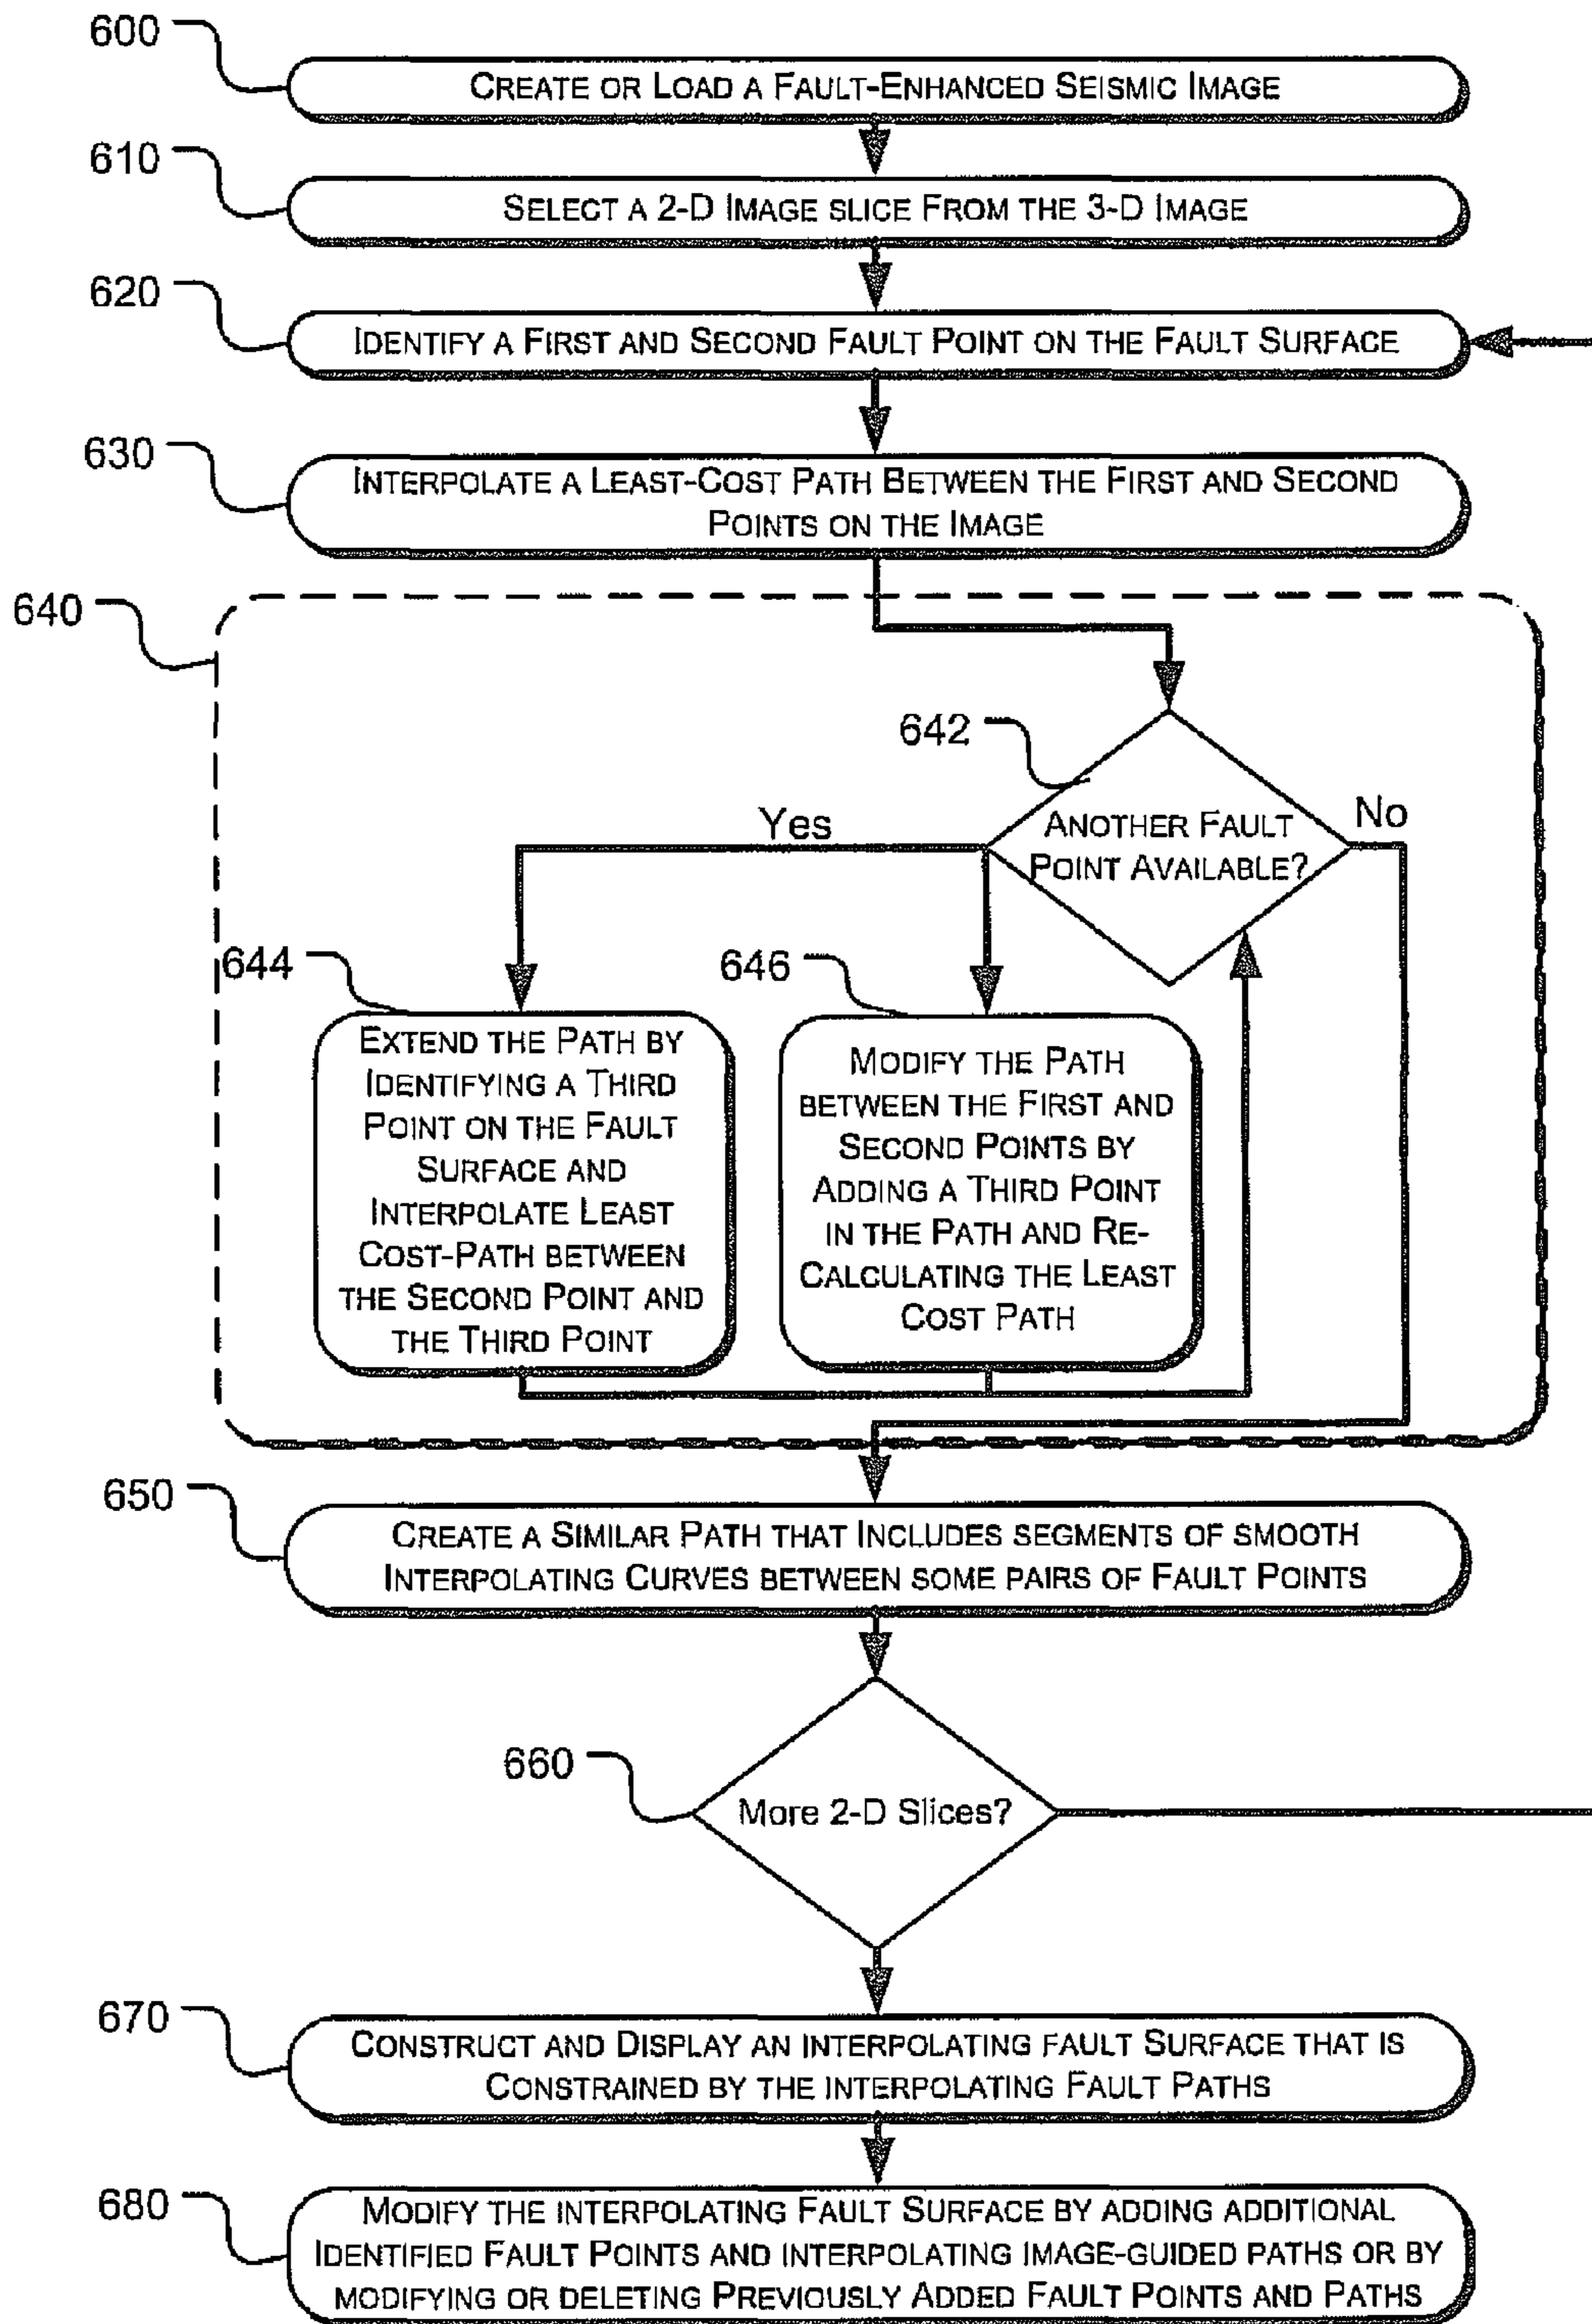 600
CREATE OR LOAD A FAULT-ENHANCED SEISMIC IMAGE
610
SELECT A 2-D IMAGE SLICE FROM THE 3-D IMAGE
620
IDENTIFY A FIRST AND SECOND FAULT POINT ON THE FAULT SURFACE
630
INTERPOLATE A LEAST-COST PATH BETWEEN THE FIRST AND SECOND
POINTS ON THE IMAGE
640
642
ANOTHER FAULT
POINT AVAILABLE?
Yes
No
644
EXTEND THE PATH BY
IDENTIFYING A THIRD
POINT ON THE FAULT
SURFACE AND
INTERPOLATE LEAST
COST-PATH BETWEEN
THE SECOND POINT AND
THE THIRD POINT
646
MODIFY THE PATH
BETWEEN THE FIRST AND
SECOND POINTS BY
ADDING A THIRD POINT
IN THE PATH AND RE-
CALCULATING THE LEAST
COST PATH
650
CREATE A SIMILAR PATH THAT INCLUDES SEGMENTS OF SMOOTH
INTERPOLATING CURVES BETWEEN SOME PAIRS OF FAULT POINTS
660
More 2-D Slices?
670
CONSTRUCT AND DISPLAY AN INTERPOLATING FAULT SURFACE THAT IS
CONSTRAINED BY THE INTERPOLATING FAULT PATHS
680
MODIFY THE INTERPOLATING FAULT SURFACE BY ADDING ADDITIONAL
IDENTIFIED FAULT POINTS AND INTERPOLATING IMAGE-GUIDED PATHS OR BY
MODIFYING OR DELETING PREVIOUSLY ADDED FAULT POINTS AND PATHS